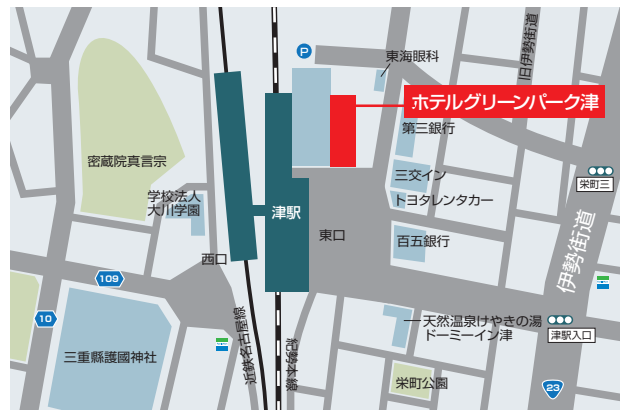 P
東海眼科
旧伊勢街道
ホテルグリーンパーク津
第三銀行
密蔵院真言宗
三交イン
栄町三
学校法人
大川学園
トヨタレンタカー
津駅
東口
百五銀行
伊勢街道
西口
109
10
近鉄名古屋線
紀勢本線
天然温泉けやきの湯
ドーミーイン津
津駅入口
三重縣護國神社
栄町公園
23